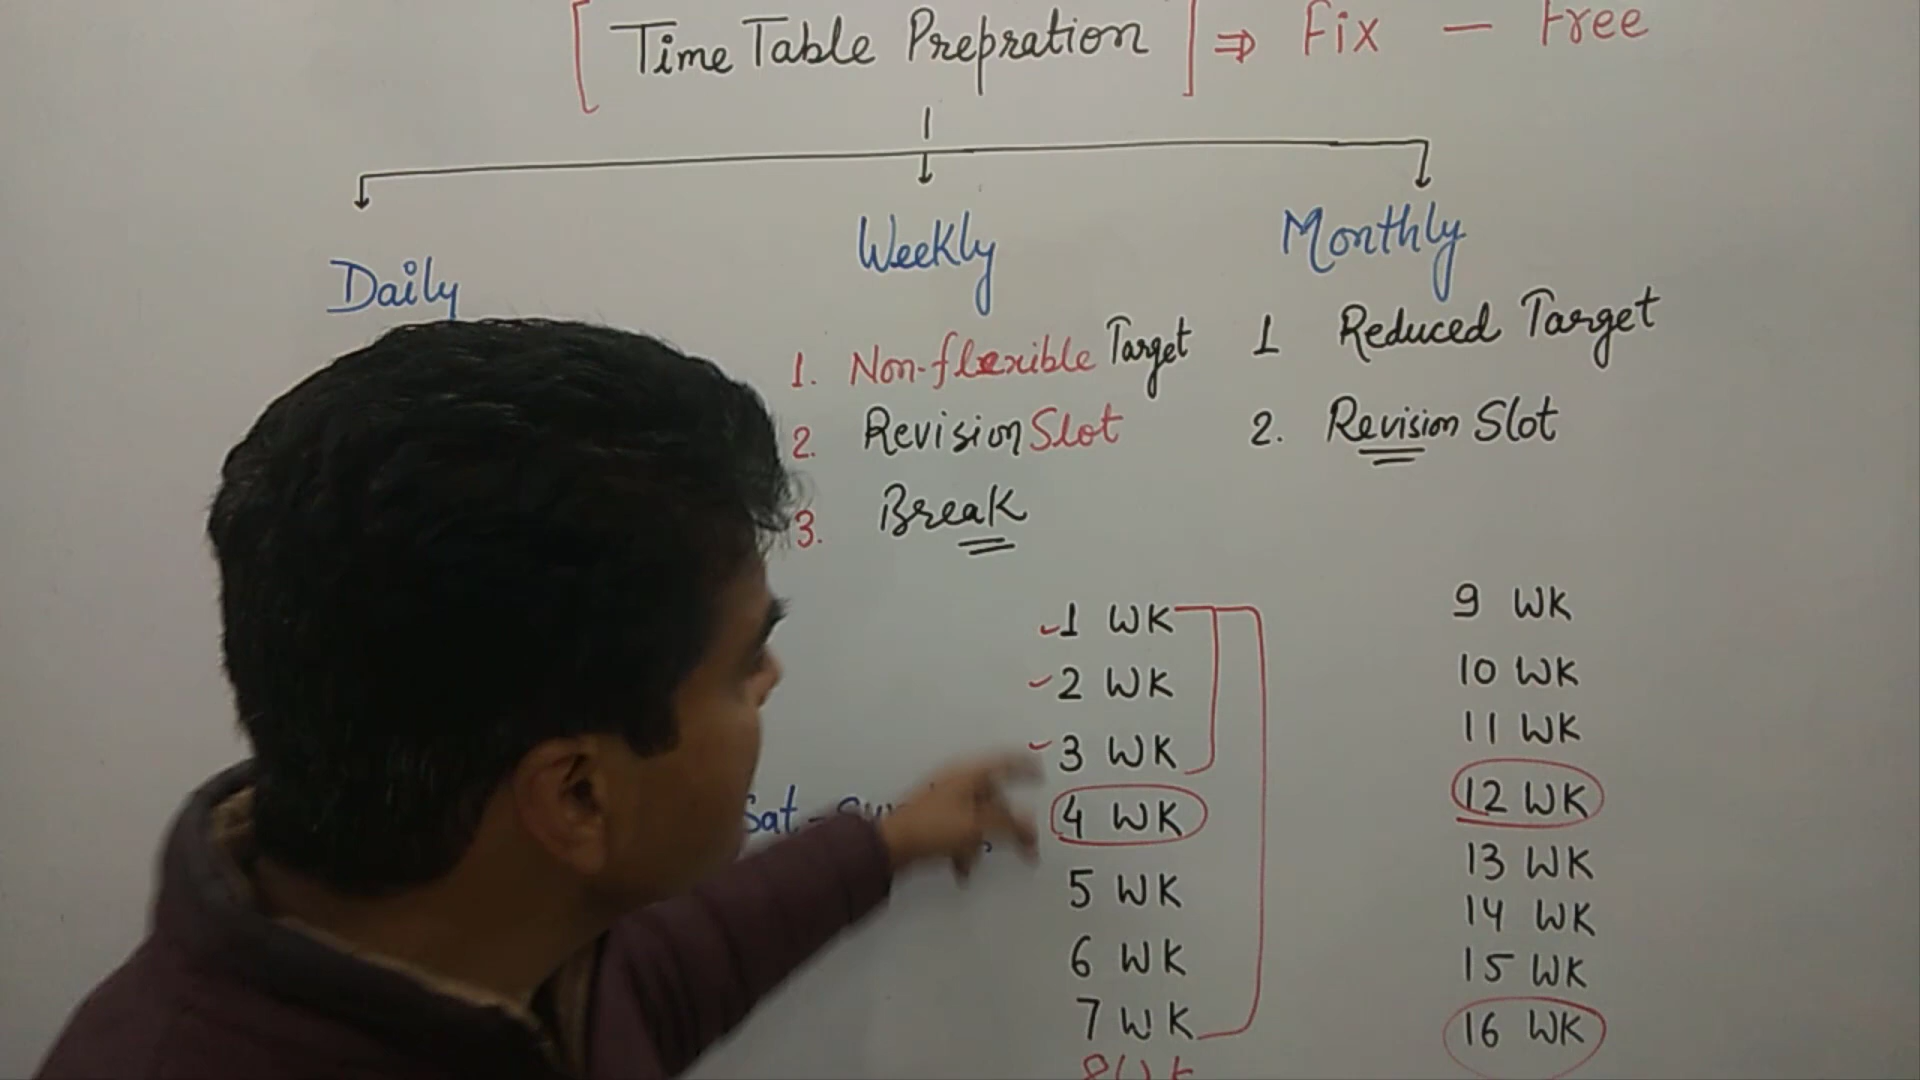 [Time Table Prepration] ⇒ Fix — Free
Daily
Weekly
1. Non-flexible Target
2. Revision Slot
3. Break
Monthly
1 Reduced Target
2. Revision Slot
Sat -
1 WK
2 WK
3 WK
4 WK
5 WK
6 WK
7 WK
9 WK
10 WK
11 WK
12 WK
13 WK
14 WK
15 WK
16 WK